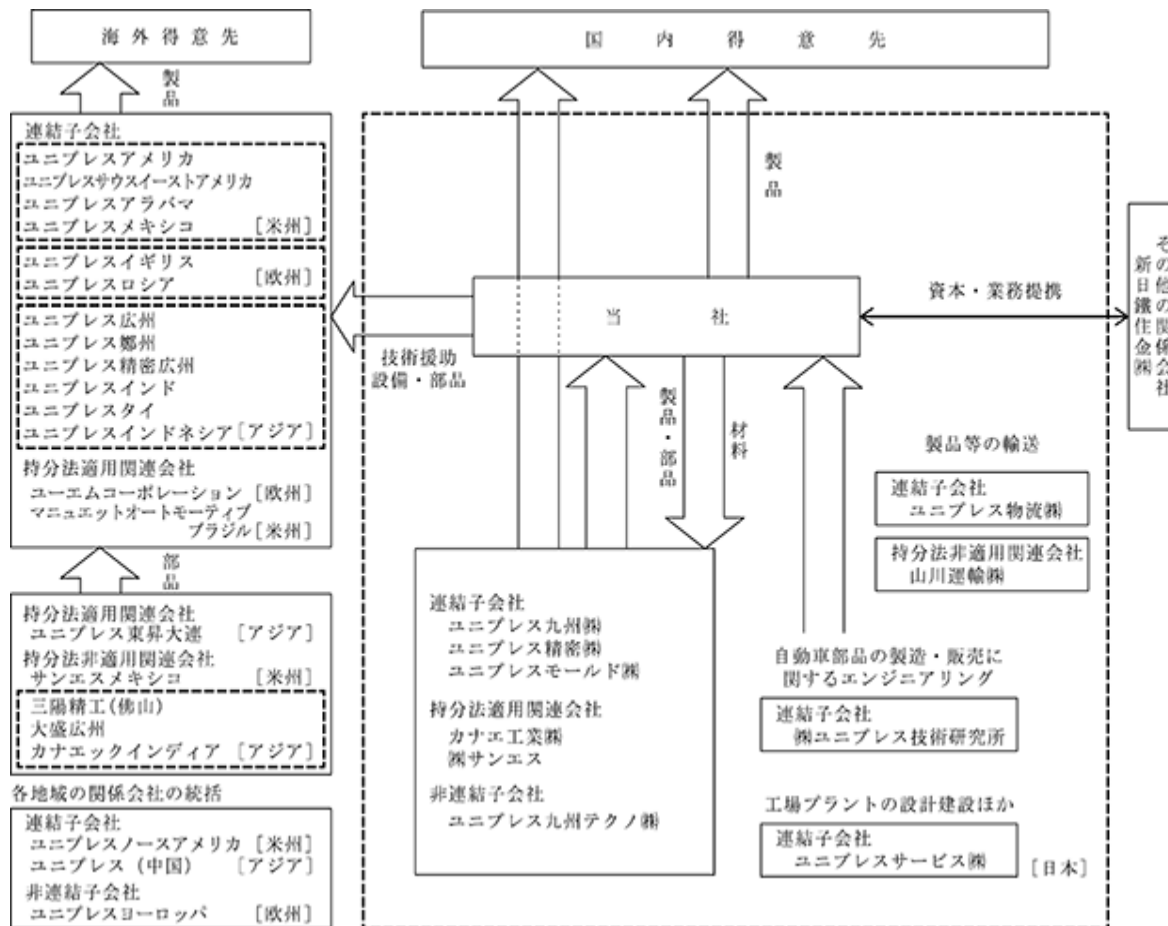 海外得意先
製品
連結子会社
ユニプレスアメリカ
ユニプレスサウスイーストアメリカ
ユニプレスアラバマ
ユニプレスメキシコ [米州]
ユニプレスイギリス
ユニプレスロシア [欧州]
ユニプレス広州
ユニプレス鄭州
ユニプレス精密広州
ユニプレスインド
ユニプレスタイ
ユニプレスインドネシア[アジア]
持分法適用関連会社
ユーエムコーポレーション [欧州]
マニュエットオートモーティブ
ブラジル[米州]
部品
持分法適用関連会社
ユニプレス東昇大連 [アジア]
持分法非適用関連会社
サンエスメキシコ [米州]
三陽精工(佛山)
大盛広州
カナエックインディア [アジア]
各地域の関係会社の統括
連結子会社
ユニプレスノースアメリカ [米州]
ユニプレス(中国) [アジア]
非連結子会社
ユニプレスヨーロッパ [欧州]
国内得意先
製品
当社
技術援助
設備・部品
製品・部品
材料
連結子会社
ユニプレス九州㈱
ユニプレス精密㈱
ユニプレスモールド㈱
持分法適用関連会社
カナエ工業㈱
㈱サンエス
非連結子会社
ユニプレス九州テクノ㈱
資本・業務提携
その他の関係会社
新日鐵住金㈱
製品等の輸送
連結子会社
ユニプレス物流㈱
持分法非適用関連会社
山川運輸㈱
自動車部品の製造・販売に
関するエンジニアリング
連結子会社
㈱ユニプレス技術研究所
工場プラントの設計建設ほか
連結子会社
ユニプレスサービス㈱
[日本]